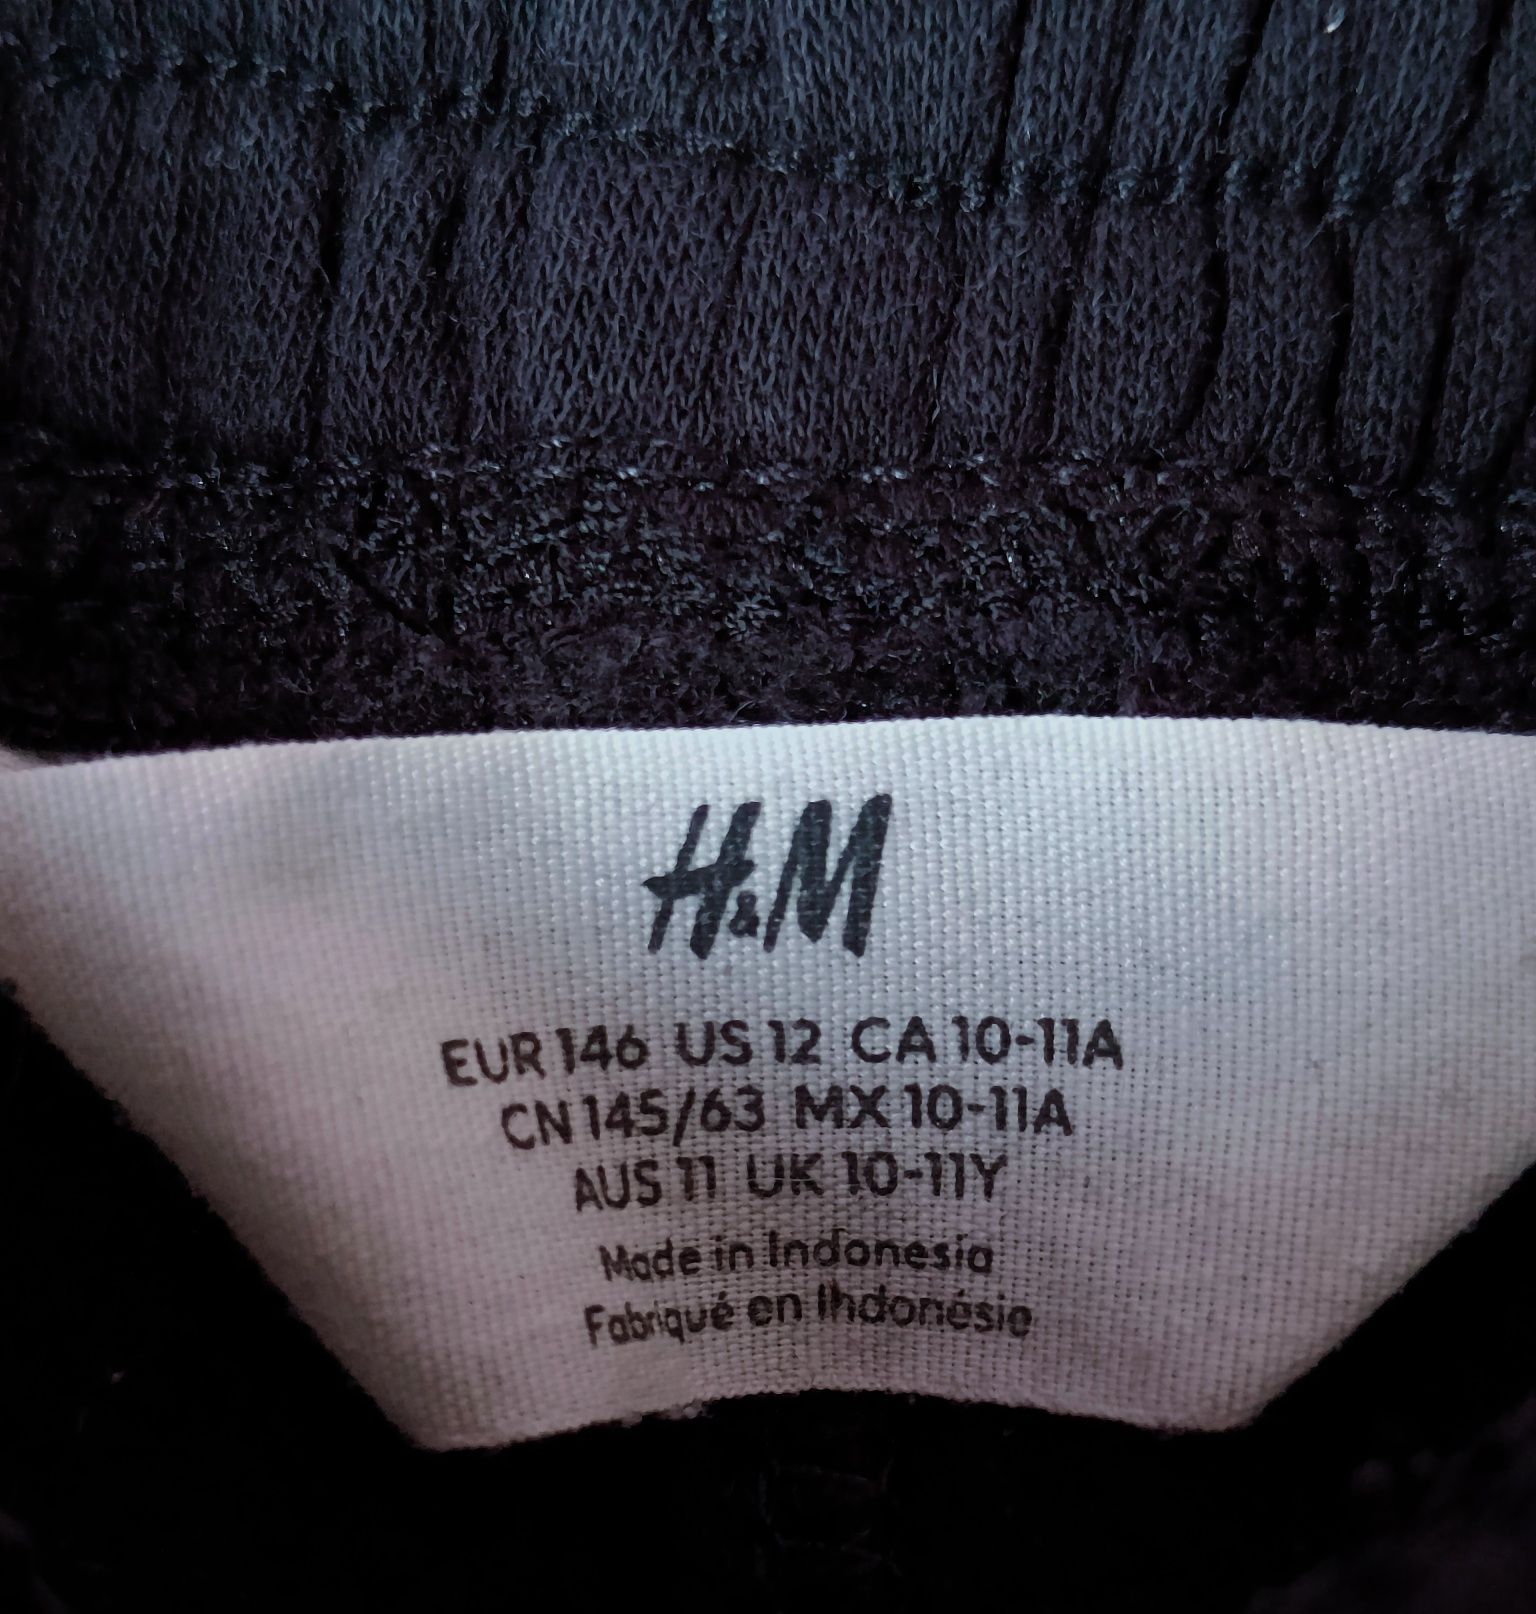 H&M
EUR 146 US 12 CA 10-11A
CN 145/63 MX 10-11A
AUS 11 UK 10-11Y
Made in Indonesia
Fabriqué en Indonésie